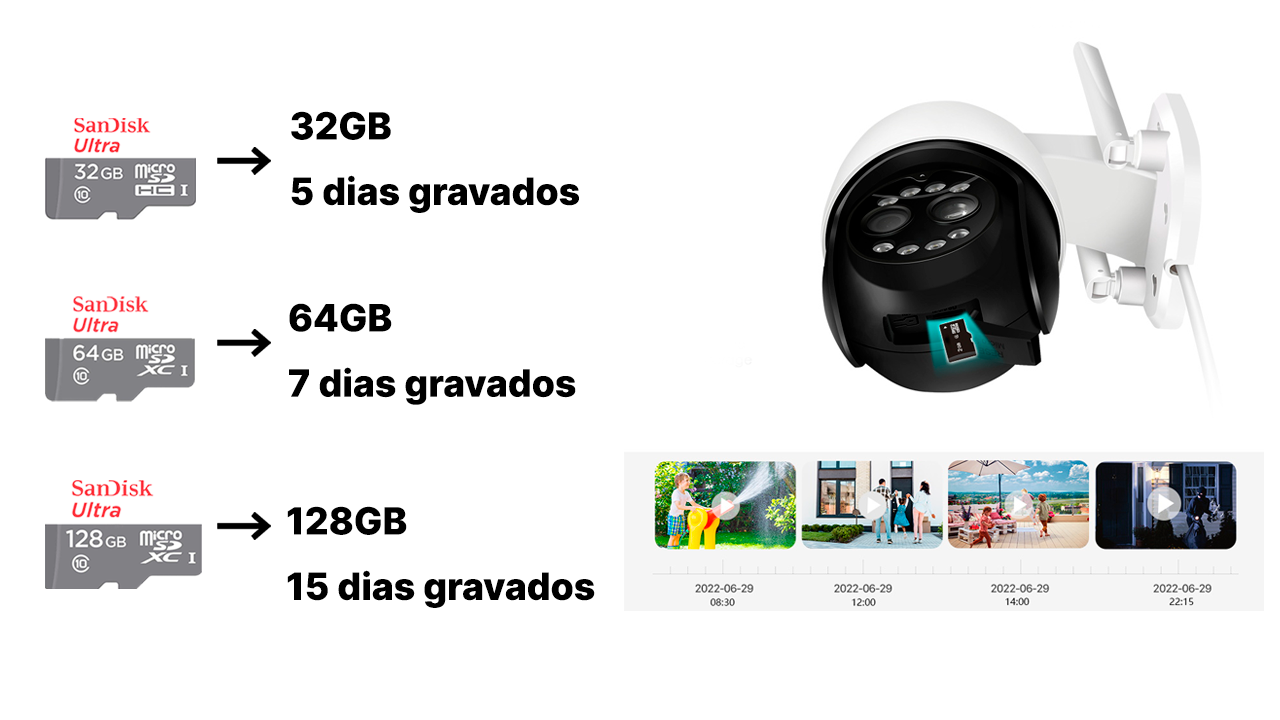 SanDisk
Ultra
32GB
micro
SD
HC I
10
32GB
5 dias gravados
SanDisk
Ultra
64GB
micro
SD
XC I
10
64GB
7 dias gravados
SanDisk
Ultra
128GB
micro
SD
XC I
10
128GB
15 dias gravados
2022-06-29
08:30
2022-06-29
12:00
2022-06-29
14:00
2022-06-29
22:15